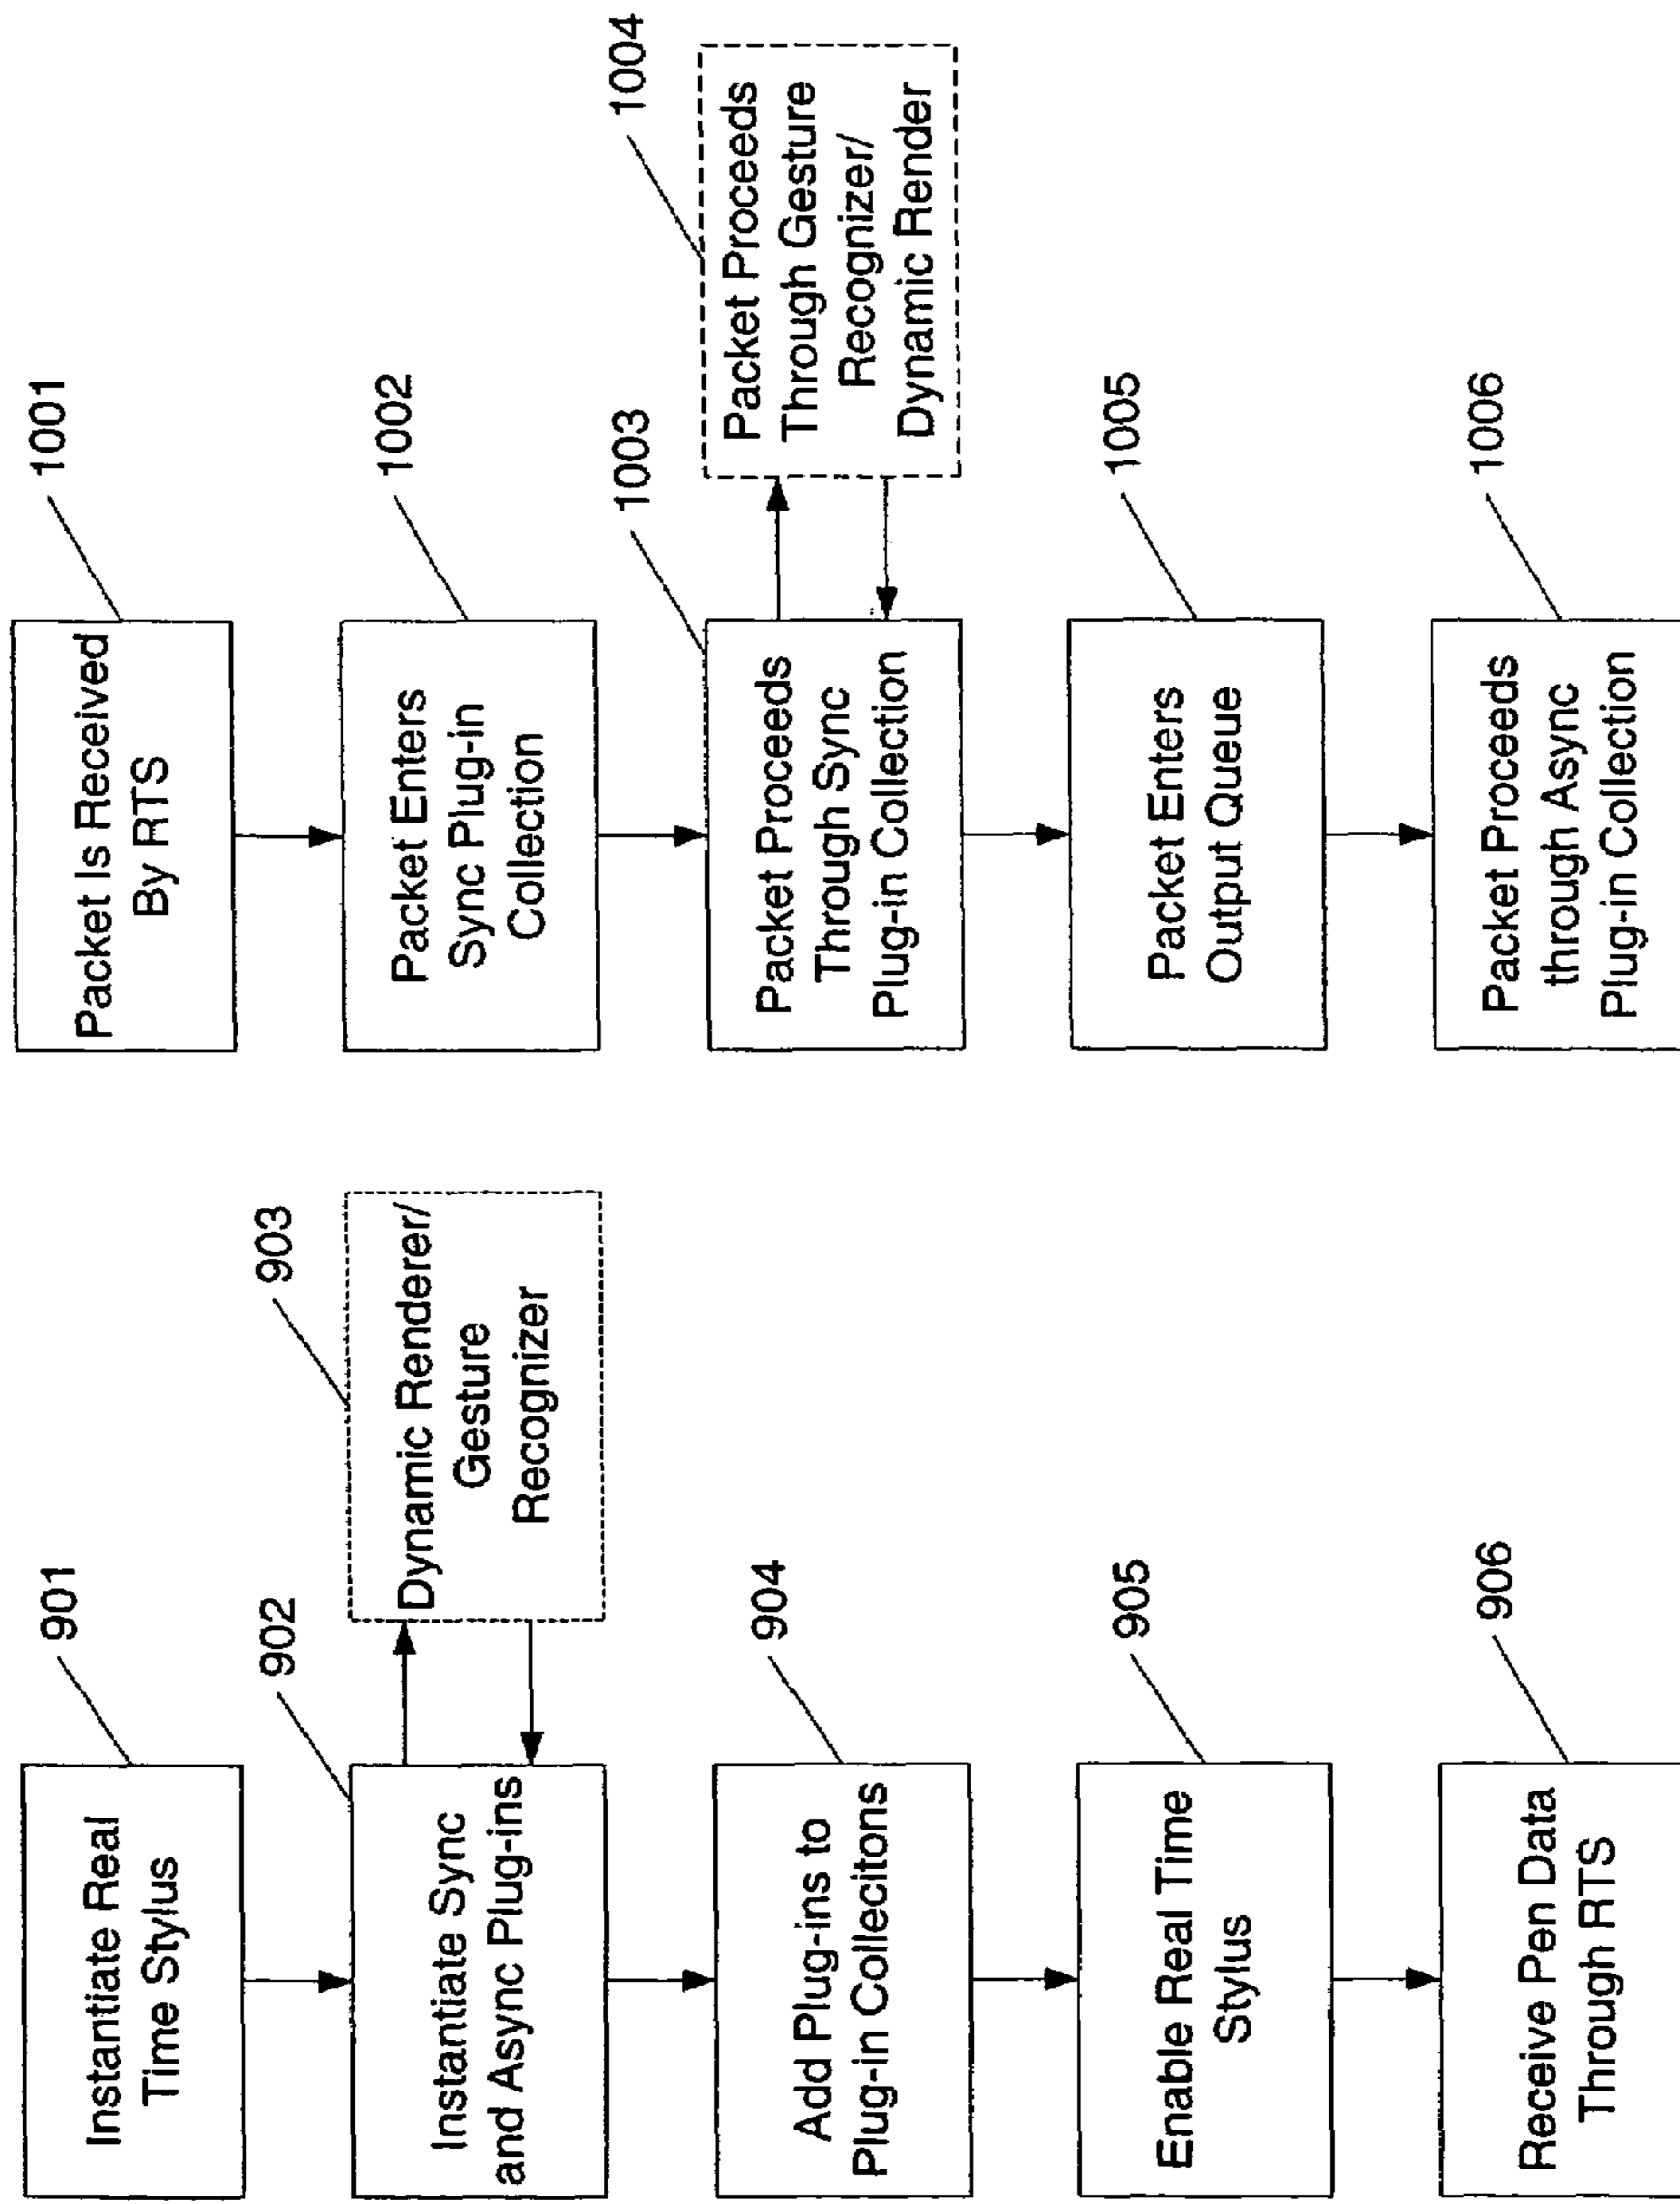 901
Instantiate Real
Time Stylus
902
Instantiate Sync
and Async Plug-ins
903
Dynamic Renderer/
Gesture
Recognizer
904
Add Plug-ins to
Plug-in Collecitons
905
Enable Real Time
Stylus
906
Receive Pen Data
Through RTS
1001
Packet Is Received
By RTS
1002
Packet Enters
Sync Plug-in
Collection
1003
Packet Proceeds
Through Sync
Plug-in Collection
1004
Packet Proceeds
Through Gesture
Recognizer/
Dynamic Render
1005
Packet Enters
Output Queue
1006
Packet Proceeds
through Async
Plug-in Collection